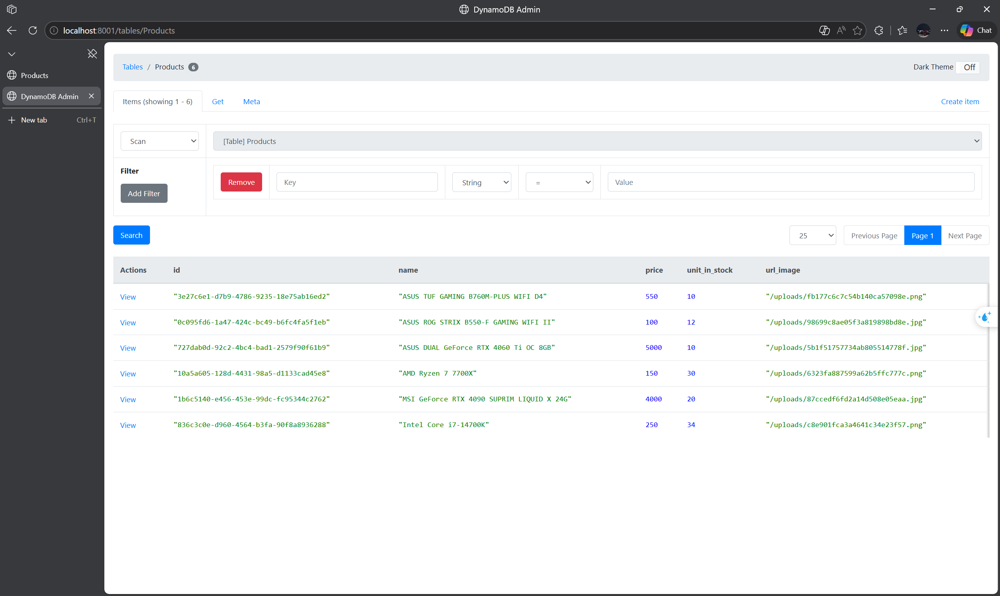 DynamoDB Admin
localhost:8001/tables/Products
Chat
Products
DynamoDB Admin
New tab Ctrl+T
Tables / Products 6
Dark Theme Off
Items (showing 1 - 6) Get Meta Create item
Scan [Table] Products
Filter
Add Filter
Remove Key String = Value
Search 25 Previous Page Page 1 Next Page
Actions id name price unit_in_stock url_image
View "3e27c6e1-d7b9-4786-9235-18e75ab16ed2" "ASUS TUF GAMING B760M-PLUS WIFI D4" 550 10 "/uploads/fb177c6c7c54b140ca57098e.png"
View "0c095fd6-1a47-424c-bc49-b6fc4fa5f1eb" "ASUS ROG STRIX B550-F GAMING WIFI II" 100 12 "/uploads/98699c8ae05f3a819898bd8e.jpg"
View "727dab0d-92c2-4bc4-bad1-2579f90f61b9" "ASUS DUAL GeForce RTX 4060 Ti OC 8GB" 5000 10 "/uploads/5b1f51757734ab805514778f.jpg"
View "10a5a605-128d-4431-98a5-d1133cad45e8" "AMD Ryzen 7 7700X" 150 30 "/uploads/6323fa887599a62b5ffc777c.png"
View "1b6c5140-e456-453e-99dc-fc95344c2762" "MSI GeForce RTX 4090 SUPRIM LIQUID X 24G" 4000 20 "/uploads/87ccedf6fd2a14d508e05eaa.jpg"
View "836c3c0e-d960-4564-b3fa-90f8a8936288" "Intel Core i7-14700K" 250 34 "/uploads/c8e901fca3a4641c34e23f57.png"